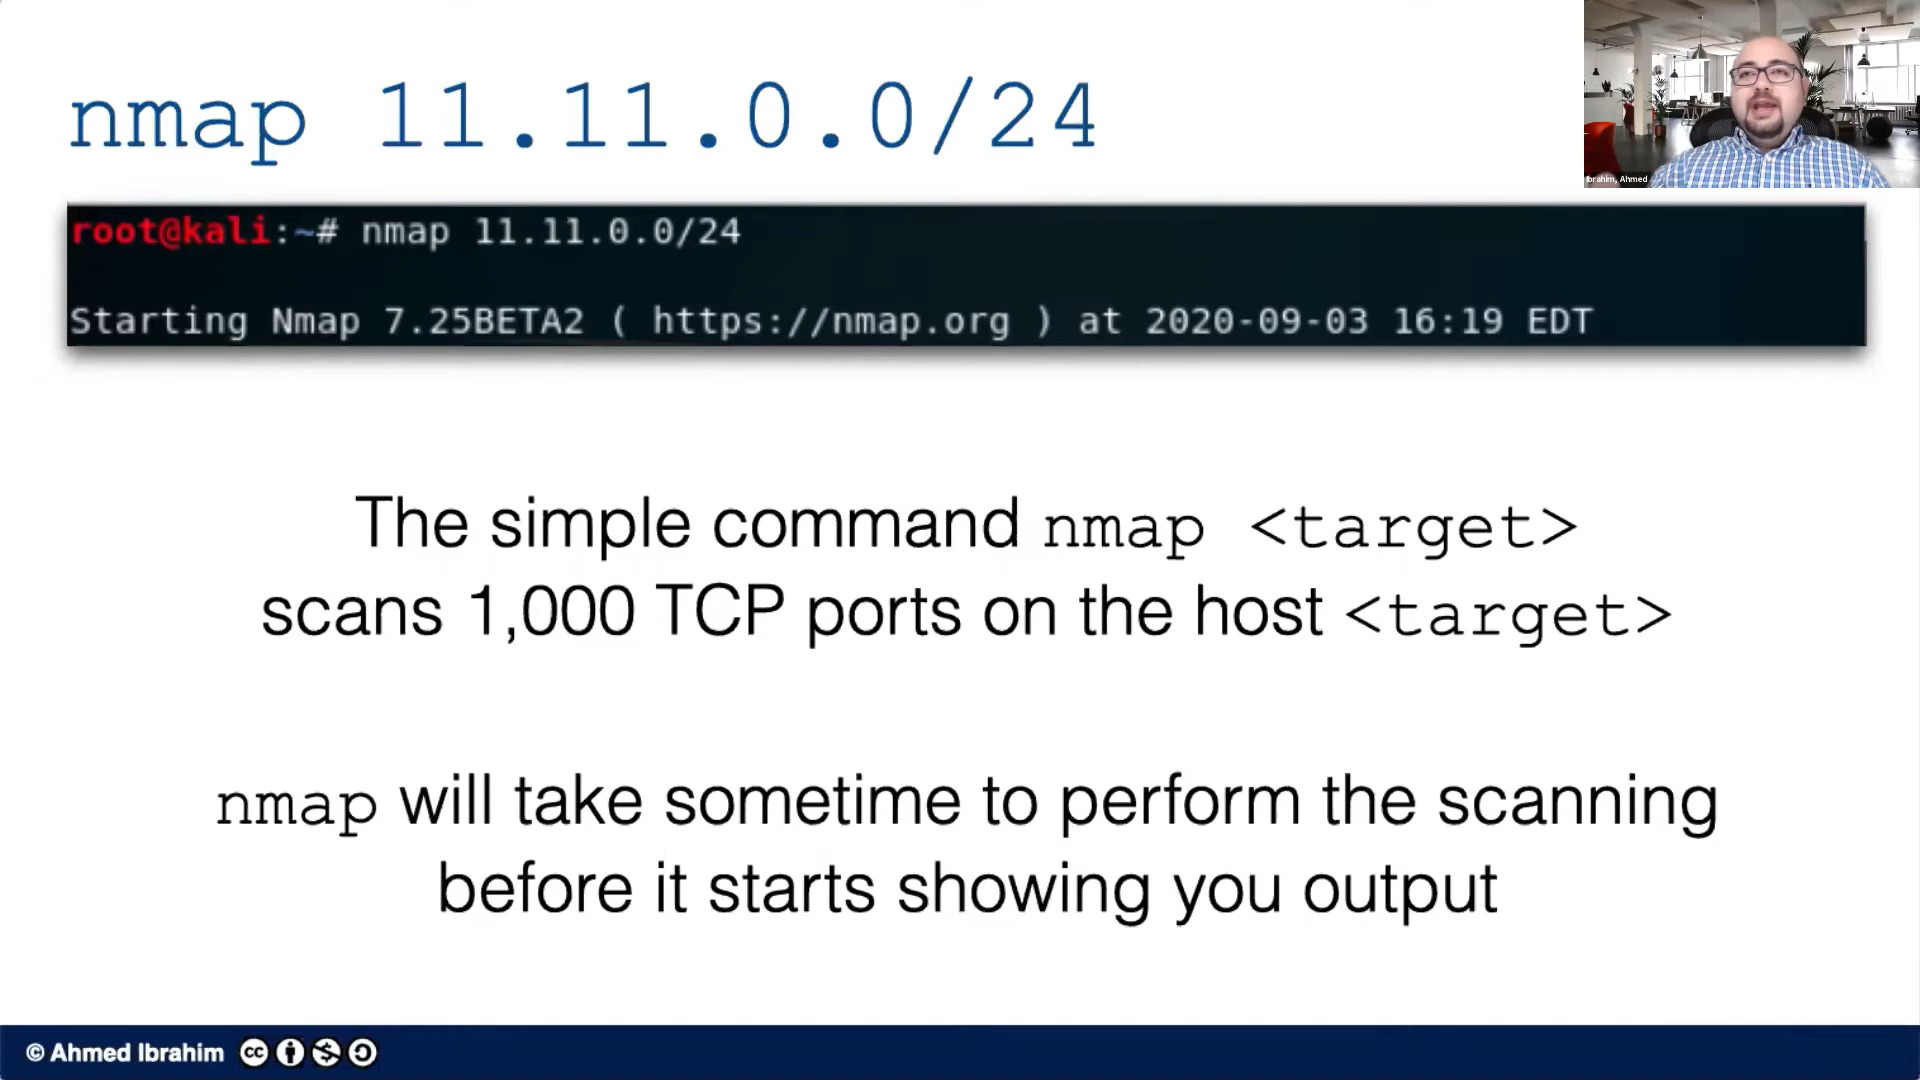 nmap 11.11.0.0/24
Ibrahim, Ahmed
root@kali:~# nmap 11.11.0.0/24
Starting Nmap 7.25BETA2 ( https://nmap.org ) at 2020-09-03 16:19 EDT
The simple command nmap <target>
scans 1,000 TCP ports on the host <target>
nmap will take sometime to perform the scanning
before it starts showing you output
© Ahmed Ibrahim cc